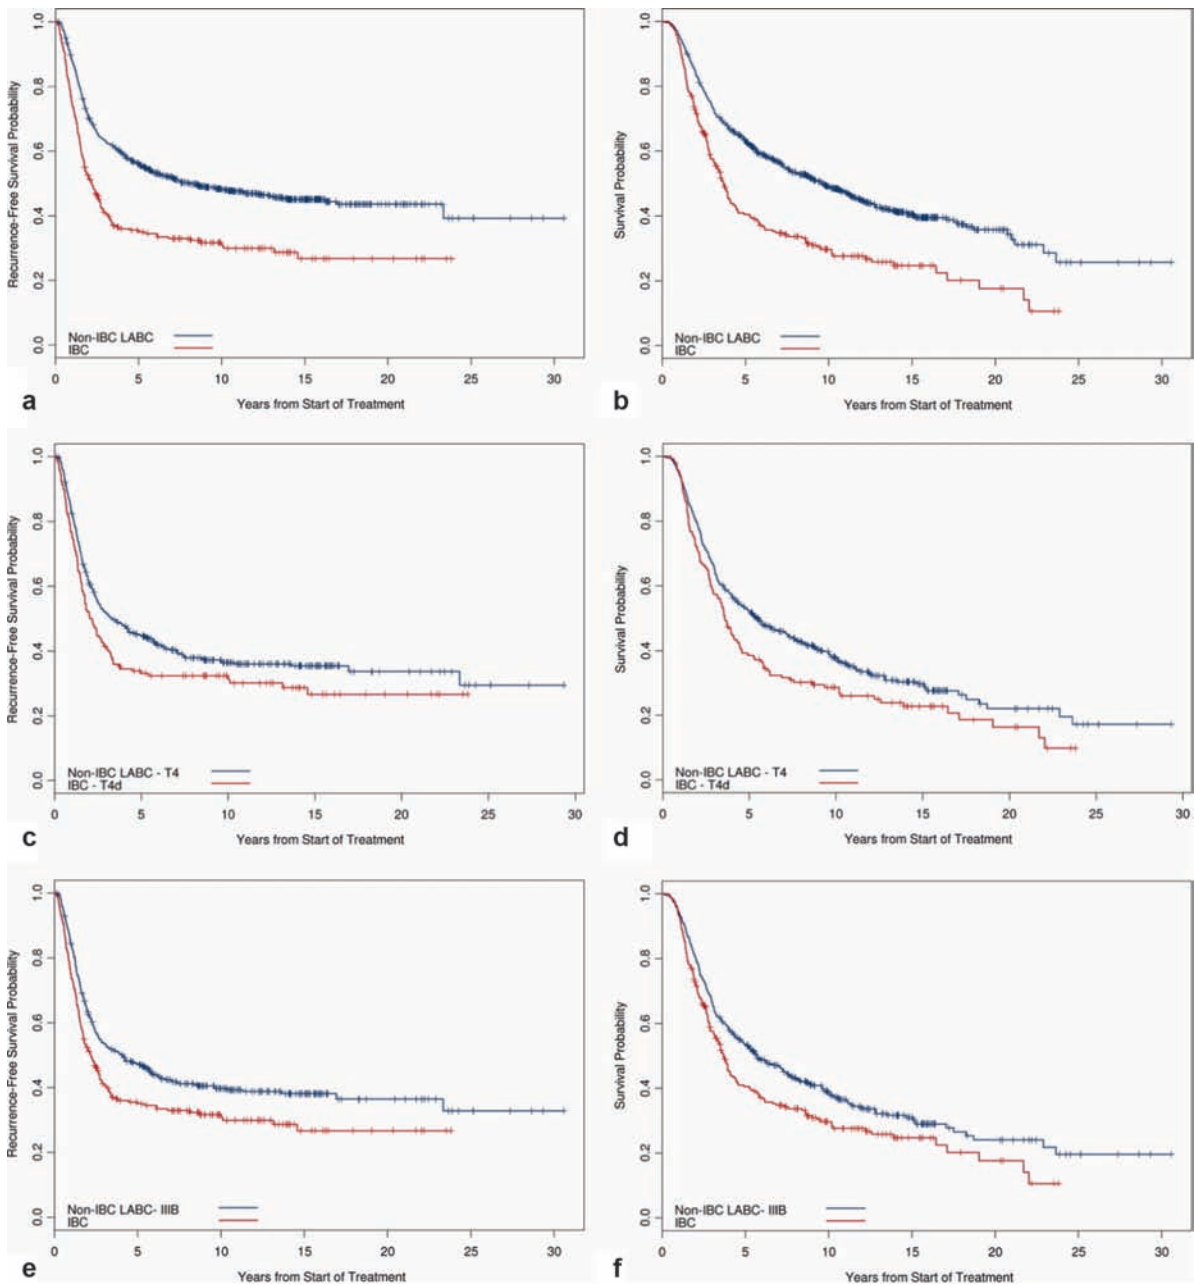 Recurrence-Free Survival Probability
1.0
0.8
0.6
0.4
0.2
0.0
Non-IBC LABC
IBC
0 5 10 15 20 25 30
Years from Start of Treatment
a
Survival Probability
1.0
0.8
0.6
0.4
0.2
0.0
Non-IBC LABC
IBC
0 5 10 15 20 25 30
Years from Start of Treatment
b
Recurrence-Free Survival Probability
1.0
0.8
0.6
0.4
0.2
0.0
Non-IBC LABC - T4
IBC - T4d
0 5 10 15 20 25 30
Years from Start of Treatment
c
Survival Probability
1.0
0.8
0.6
0.4
0.2
0.0
Non-IBC LABC - T4
IBC - T4d
0 5 10 15 20 25 30
Years from Start of Treatment
d
Recurrence-Free Survival Probability
1.0
0.8
0.6
0.4
0.2
0.0
Non-IBC LABC- IIIB
IBC
0 5 10 15 20 25 30
Years from Start of Treatment
e
Survival Probability
1.0
0.8
0.6
0.4
0.2
0.0
Non-IBC LABC- IIIB
IBC
0 5 10 15 20 25 30
Years from Start of Treatment
f